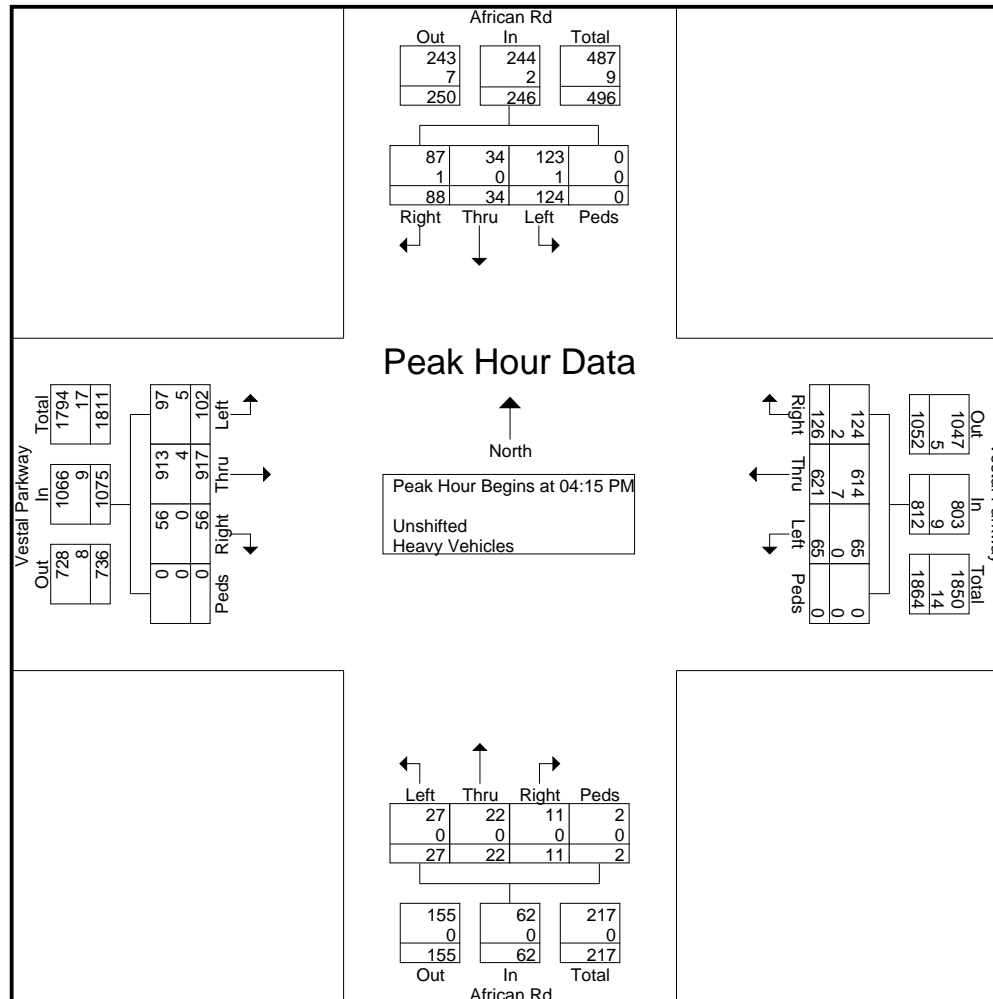 African Rd
Out In Total
243 244 487
7 2 9
250 246 496
87 34 123 0
1 0 1 0
88 34 124 0
Right Thru Left Peds
Peak Hour Data
North
Peak Hour Begins at 04:15 PM
Unshifted
Heavy Vehicles
Vestal Parkway
Out In Total
728 1066 1794
8 9 17
736 1075 1811
0 56 913 97
0 0 4 5
0 56 917 102
Peds Right Thru Left
Out In Total
1047 803 1850
5 9 14
1052 812 1864
124 614 65 0
2 7 0 0
126 621 65 0
Right Thru Left Peds
Left Thru Right Peds
27 22 11 2
0 0 0 0
27 22 11 2
155 62 217
0 0 0
155 62 217
Out In Total
African Rd